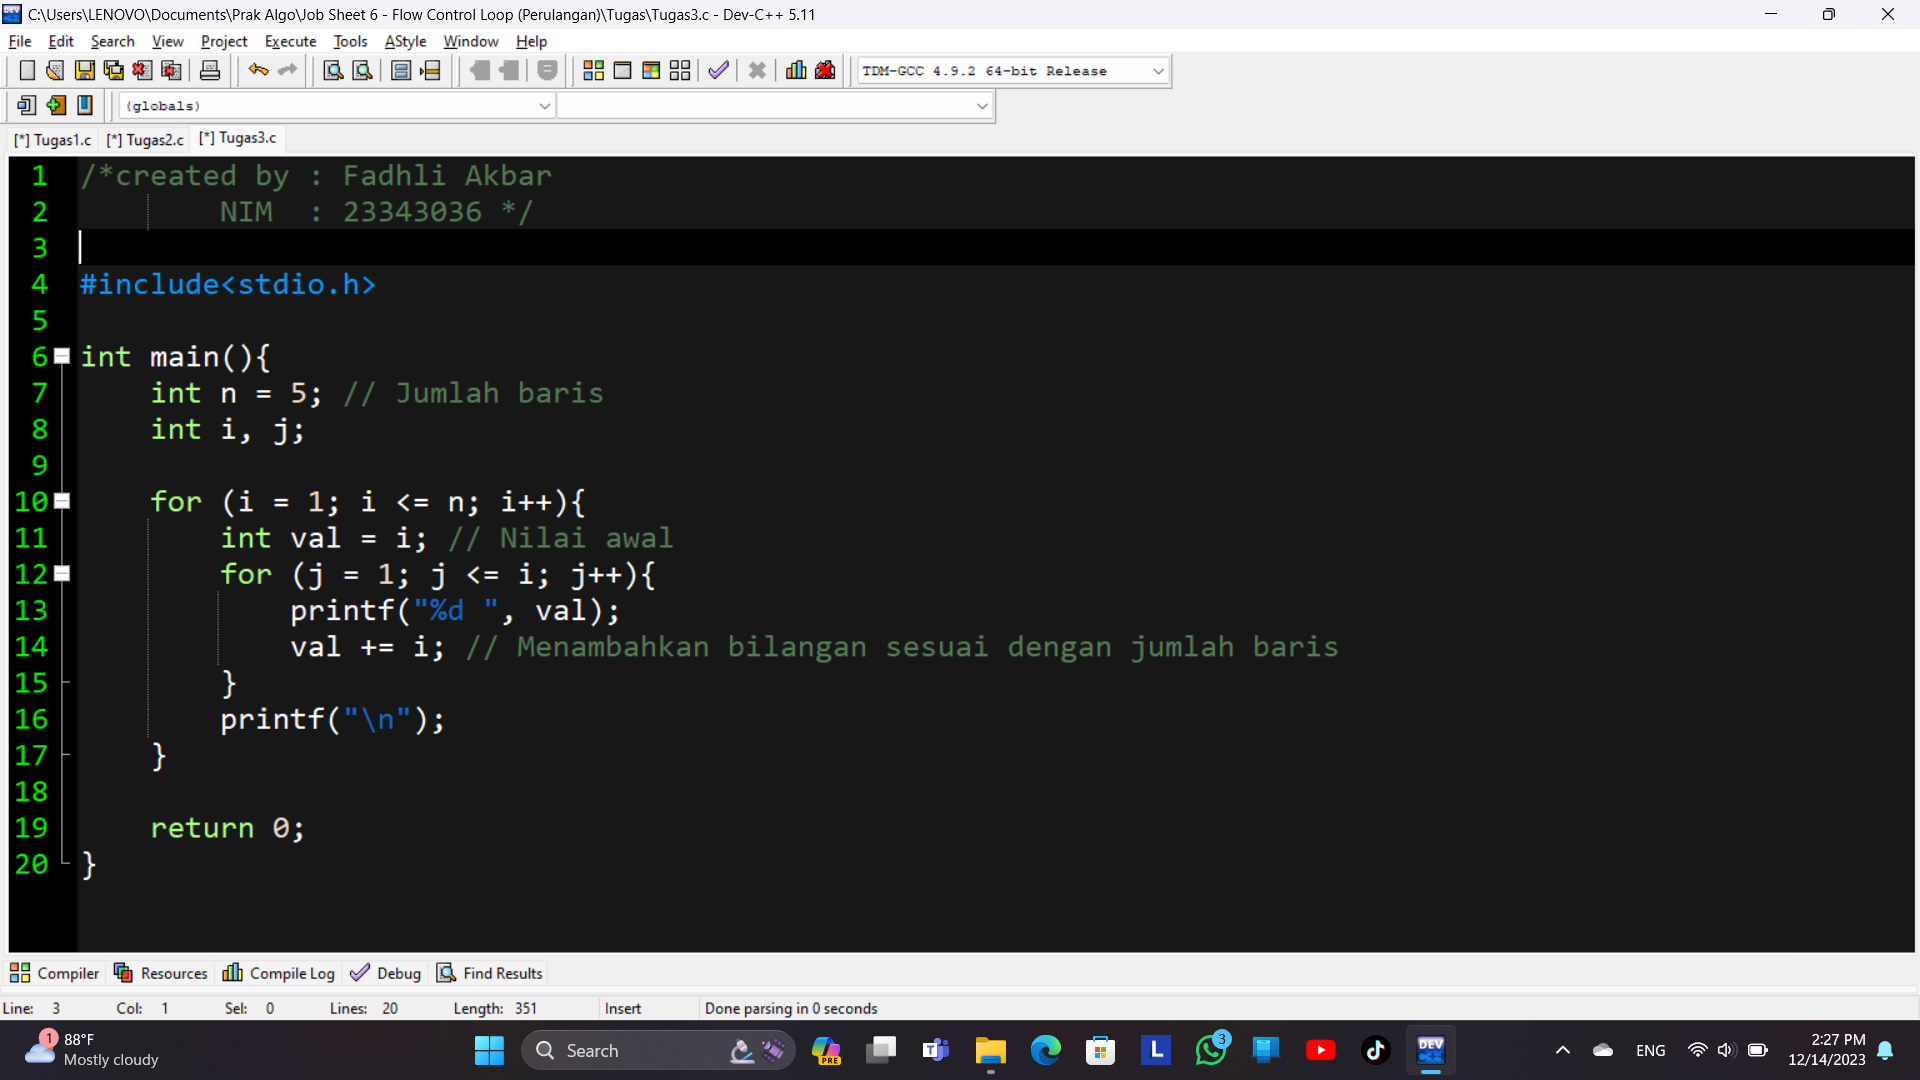 C:\Users\LENOVO\Documents\Prak Algo\Job Sheet 6 - Flow Control Loop (Perulangan)\Tugas\Tugas3.c - Dev-C++ 5.11
File Edit Search View Project Execute Tools AStyle Window Help
TDM-GCC 4.9.2 64-bit Release
(globals)
[*] Tugas1.c [*] Tugas2.c [*] Tugas3.c
1 /*created by : Fadhli Akbar
2         NIM  : 23343036 */
3
4 #include<stdio.h>
5
6 int main(){
7     int n = 5; // Jumlah baris
8     int i, j;
9
10     for (i = 1; i <= n; i++){
11         int val = i; // Nilai awal
12         for (j = 1; j <= i; j++){
13             printf("%d ", val);
14             val += i; // Menambahkan bilangan sesuai dengan jumlah baris
15         }
16         printf("\n");
17     }
18
19     return 0;
20 }
Compiler Resources Compile Log Debug Find Results
Line: 3 Col: 1 Sel: 0 Lines: 20 Length: 351 Insert Done parsing in 0 seconds
1 88°F
Mostly cloudy
Search
PRE
T
L
3
DEV C++
ENG
2:27 PM
12/14/2023